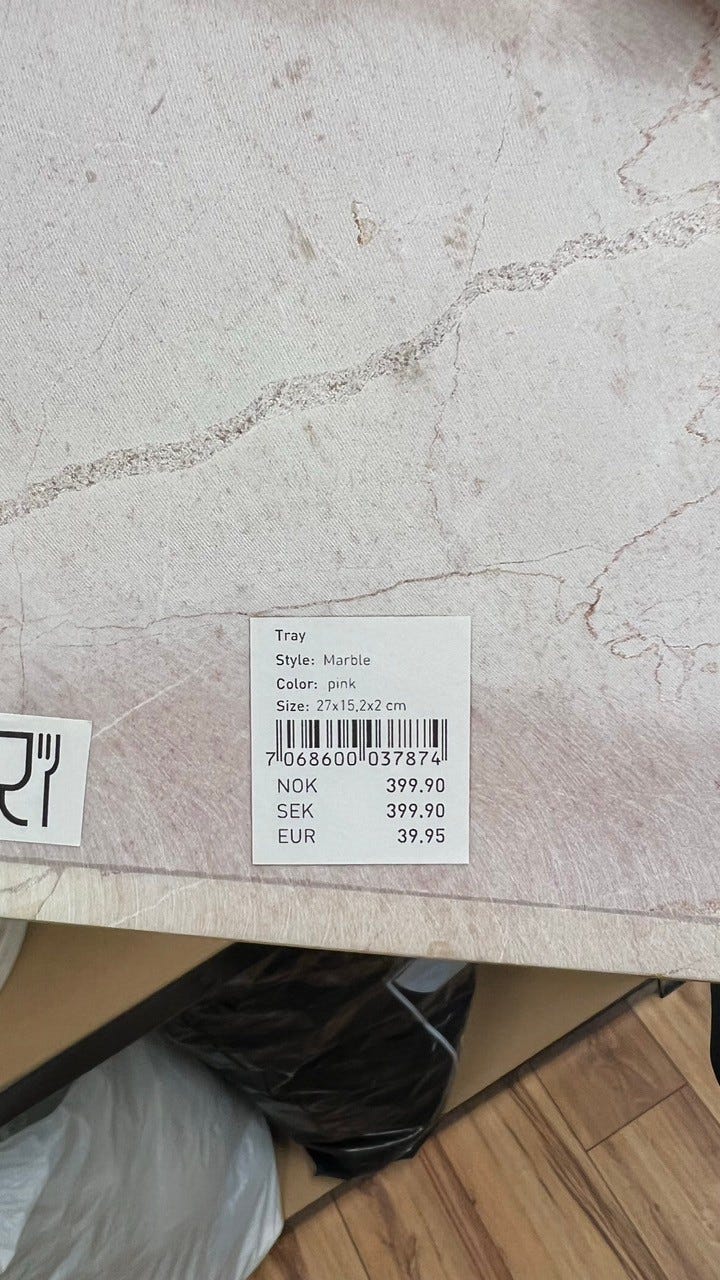 Tray
Style: Marble
Color: pink
Size: 27x15,2x2 cm
7 068600 037874
NOK 399.90
SEK 399.90
EUR 39.95